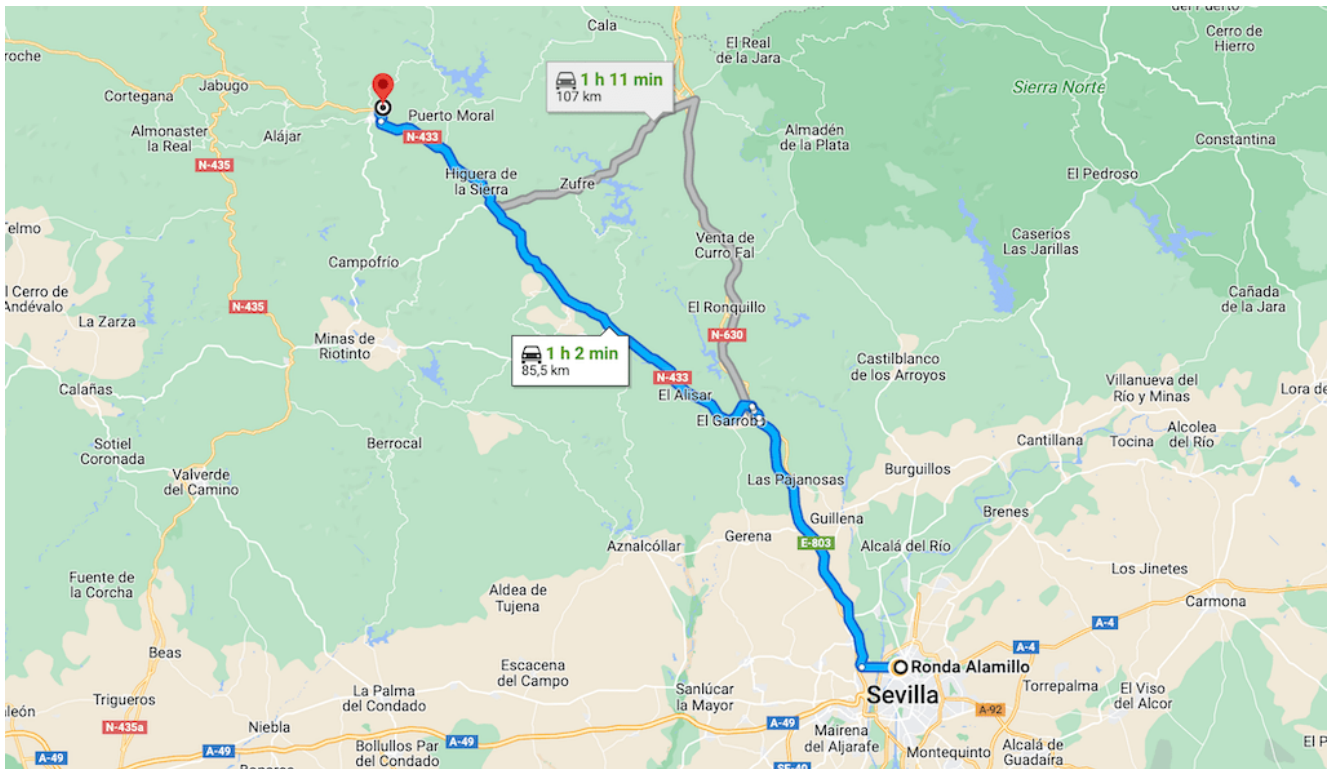 Cala
El Real
de la Jara
Cerro de
Hierro
Jabugo
Cortegana
1 h 11 min
107 km
Sierra Norte
Puerto Moral
Almonaster
la Real
Alájar
N-433
Almadén
de la Plata
Constantina
N-435
Higuera de
la Sierra
Zufre
El Pedroso
Venta de
Curro Fal
Caseríos
Las Jarillas
Campofrío
La Zarza
N-435
El Ronquillo
Cañada
de la Jara
N-630
Minas de
Riotinto
1 h 2 min
85,5 km
Castilblanco
de los Arroyos
N-433
Calañas
El Alisar
Villanueva del
Río y Minas
Lora de
El Garrobo
Sotiel
Coronada
Berrocal
Cantillana
Tocina
Alcolea
del Río
Valverde
del Camino
Las Pajanosas
Burguillos
Guillena
Brenes
Aznalcóllar
Gerena
E-803
Alcalá del Río
Fuente de
la Corcha
Aldea de
Tujena
Los Jinetes
Carmona
A-4
A-4
Beas
Escacena
del Campo
Ronda Alamillo
Trigueros
La Palma
del Condado
Sanlúcar
la Mayor
Sevilla
Torrepalma
El Viso
del Alcor
N-435a
Niebla
A-92
A-49
Mairena
del Aljarafe
A-49
A-49
A-49
Bollullos Par
del Condado
Montequinto
Alcalá de
Guadaíra